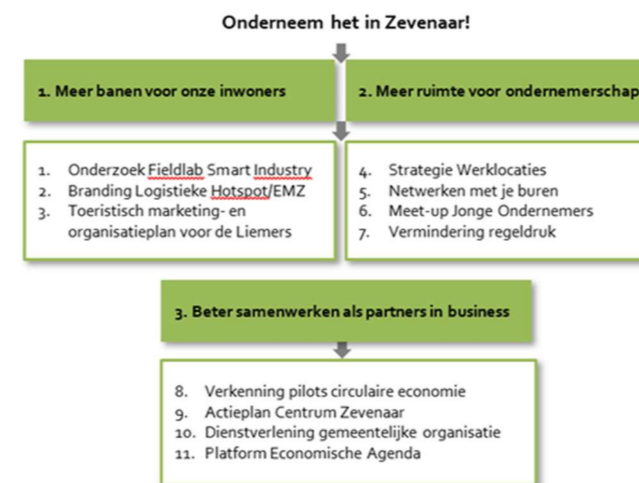 Onderneem het in Zevenaar!
1. Meer banen voor onze inwoners
2. Meer ruimte voor ondernemerschap
1. Onderzoek Fieldlab Smart Industry
2. Branding Logistieke Hotspot/EMZ
3. Toeristisch marketing- en
organisatieplan voor de Liemers
4. Strategie Werklocaties
5. Netwerken met je buren
6. Meet-up Jonge Ondernemers
7. Vermindering regeldruk
3. Beter samenwerken als partners in business
8. Verkenning pilots circulaire economie
9. Actieplan Centrum Zevenaar
10. Dienstverlening gemeentelijke organisatie
11. Platform Economische Agenda